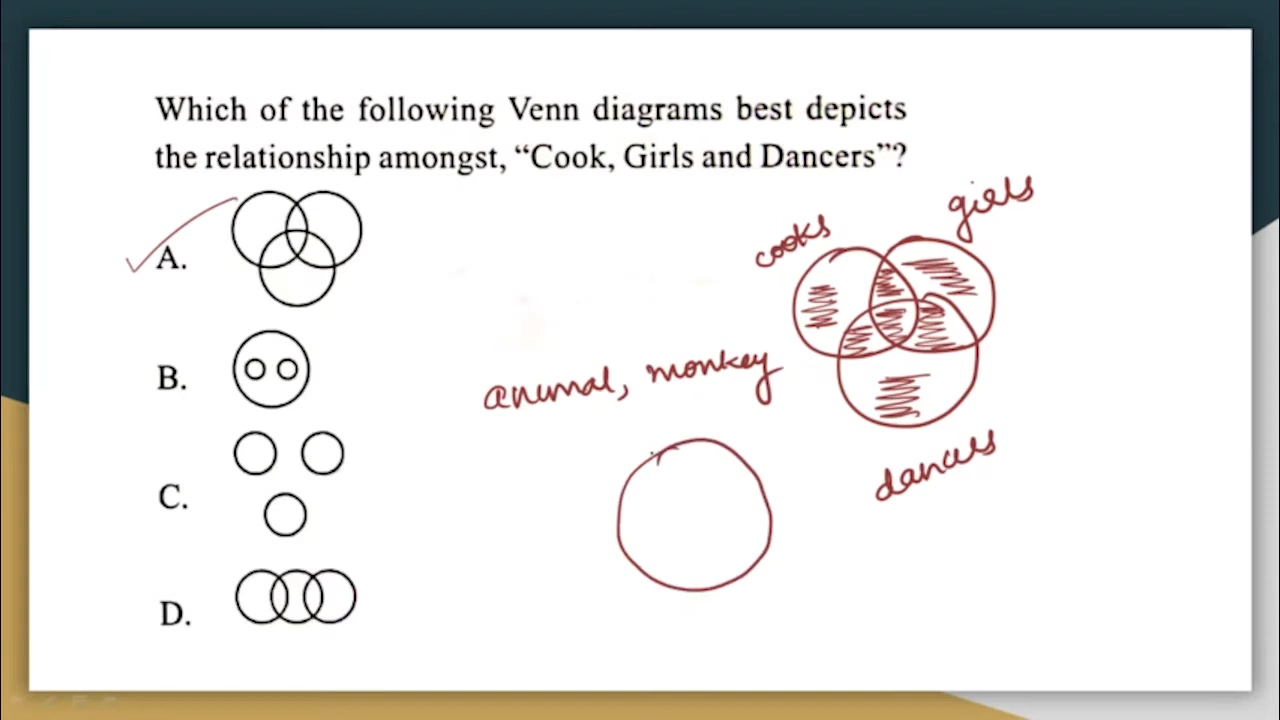 Which of the following Venn diagrams best depicts
the relationship amongst, “Cook, Girls and Dancers”?
A.
B.
C.
D.
cooks
girls
animal, monkey
dancers